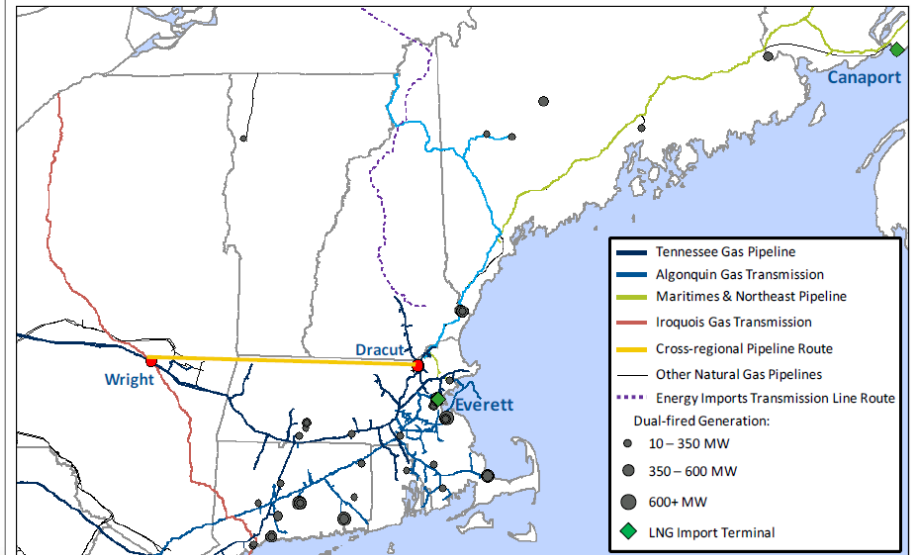 Canaport
Tennessee Gas Pipeline
Algonquin Gas Transmission
Maritimes & Northeast Pipeline
Iroquois Gas Transmission
Cross-regional Pipeline Route
Other Natural Gas Pipelines
Energy Imports Transmission Line Route
Dual-fired Generation:
10 – 350 MW
350 – 600 MW
600+ MW
LNG Import Terminal
Dracut
Wright
Everett